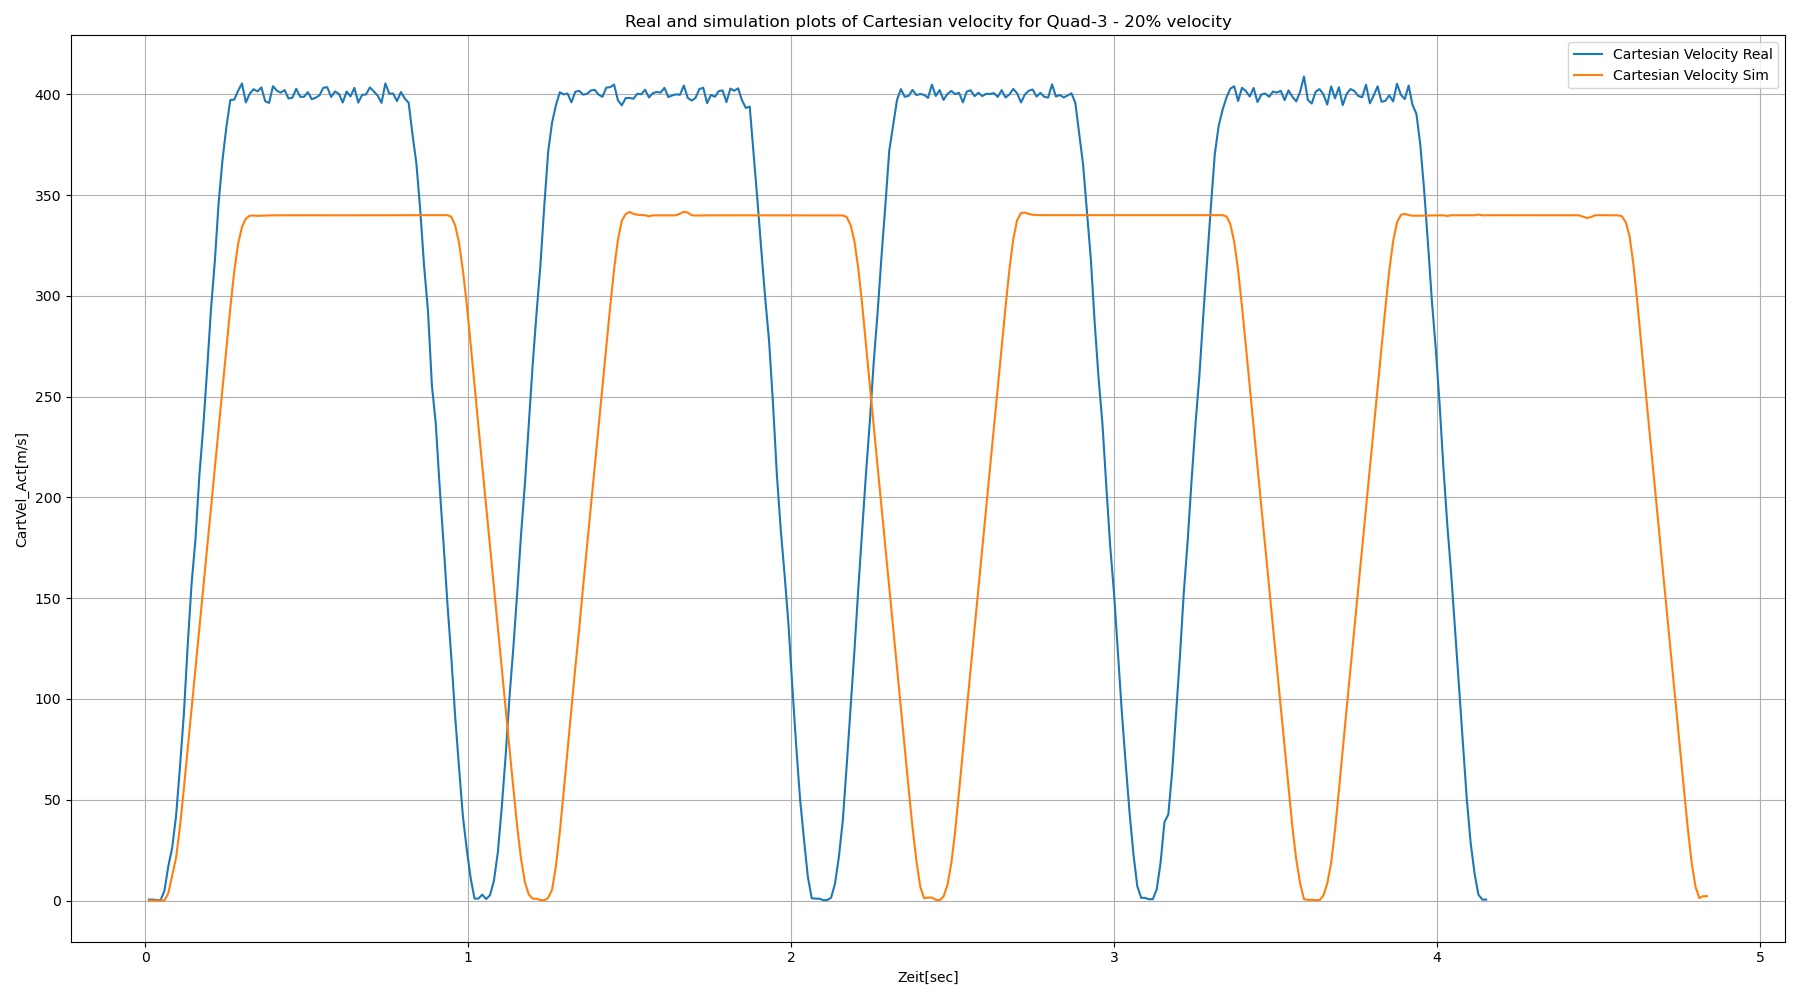 Real and simulation plots of Cartesian velocity for Quad-3 - 20% velocity
Cartesian Velocity Real
Cartesian Velocity Sim
CartVel_Act[m/s]
400
350
300
250
200
150
100
50
0
0 1 2 3 4 5
Zeit[sec]